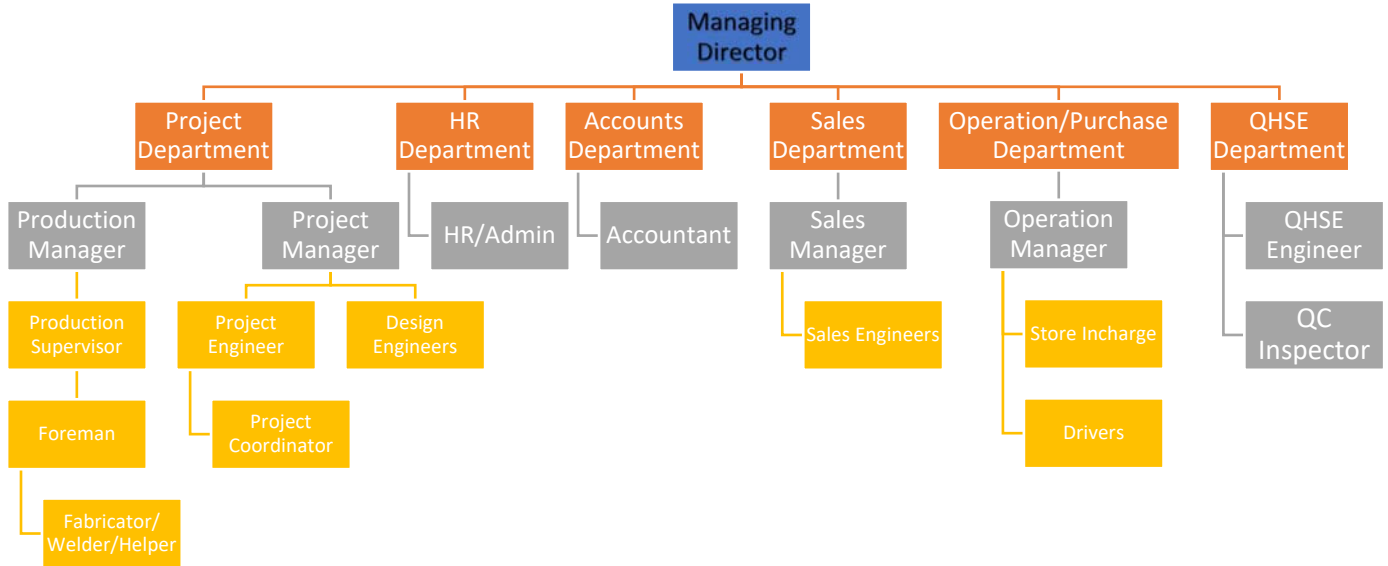 Managing
Director
Project
Department
HR
Department
Accounts
Department
Sales
Department
Operation/Purchase
Department
QHSE
Department
Production
Manager
Project
Manager
HR/Admin
Accountant
Sales
Manager
Operation
Manager
QHSE
Engineer
Production
Supervisor
Project
Engineer
Design
Engineers
Sales Engineers
Store Incharge
QC
Inspector
Foreman
Project
Coordinator
Drivers
Fabricator/
Welder/Helper